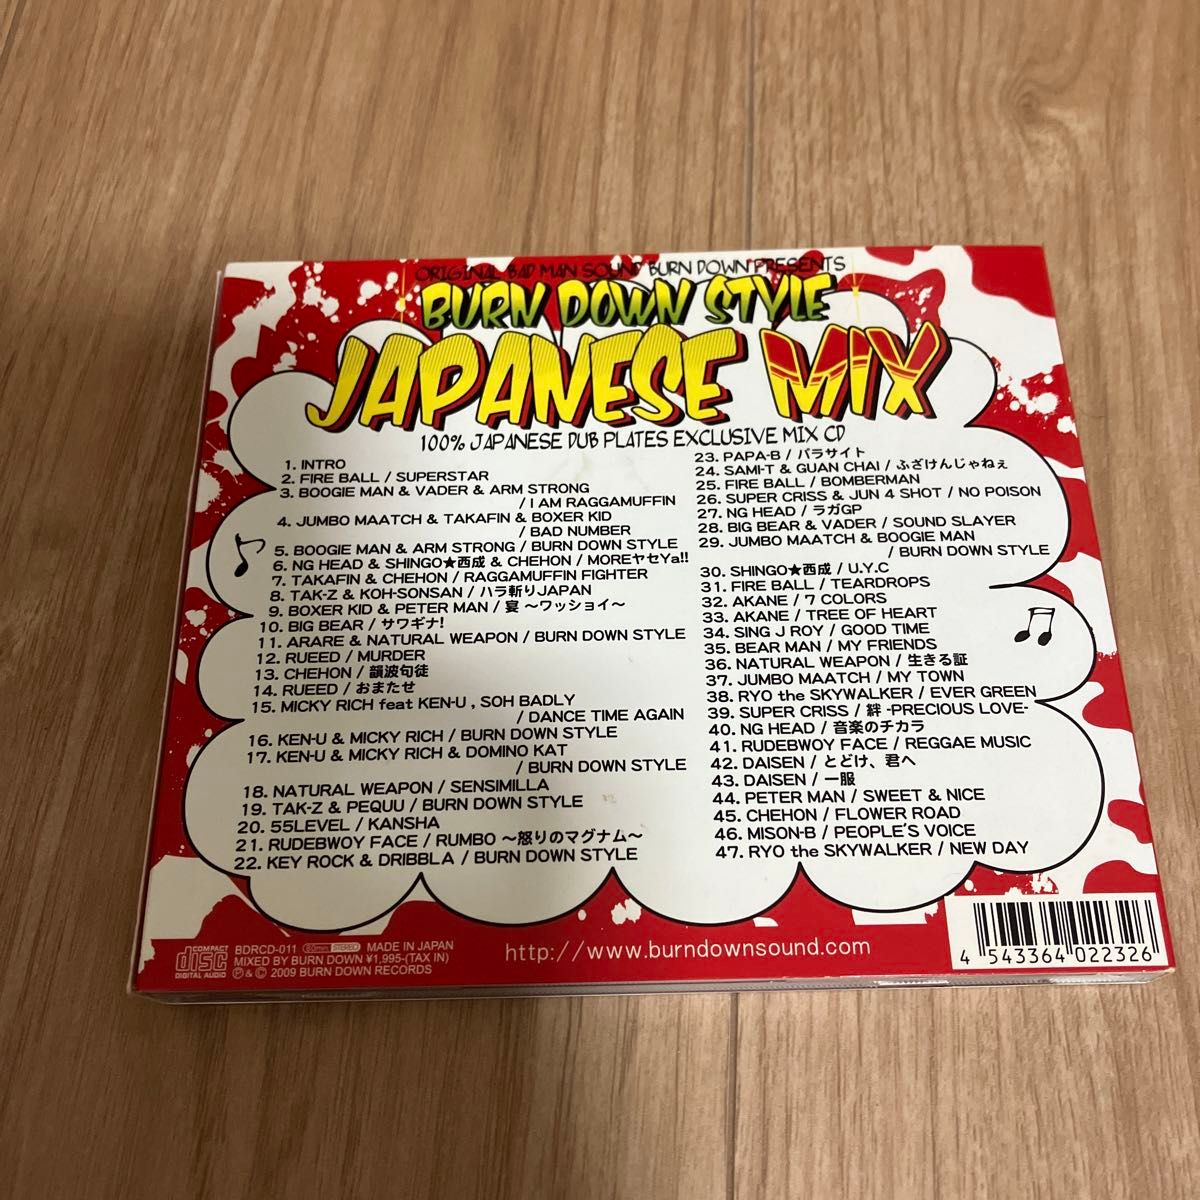 ORIGINAL BAD MAN SOUND BURN DOWN PRESENTS
BURN DOWN STYLE
JAPANESE MIX
100% JAPANESE DUB PLATES EXCLUSIVE MIX CD
1. INTRO
2. FIRE BALL / SUPERSTAR
3. BOOGIE MAN & VADER & ARM STRONG
/ I AM RAGGAMUFFIN
4. JUMBO MAATCH & TAKAFIN & BOXER KID
/ BAD NUMBER
5. BOOGIE MAN & ARM STRONG / BURN DOWN STYLE
6. NG HEAD & SHINGO★西成 & CHEHON / MOREヤセYa!!
7. TAKAFIN & CHEHON / RAGGAMUFFIN FIGHTER
8. TAK-Z & KOH-SONSAN / ハラ斬りJAPAN
9. BOXER KID & PETER MAN / 宴 〜ワッショイ〜
10. BIG BEAR / サワギナ!
11. ARARE & NATURAL WEAPON / BURN DOWN STYLE
12. RUEED / MURDER
13. CHEHON / 韻波句徒
14. RUEED / おまたせ
15. MICKY RICH feat KEN-U , SOH BADLY
/ DANCE TIME AGAIN
16. KEN-U & MICKY RICH / BURN DOWN STYLE
17. KEN-U & MICKY RICH & DOMINO KAT
/ BURN DOWN STYLE
18. NATURAL WEAPON / SENSIMILLA
19. TAK-Z & PEQUU / BURN DOWN STYLE
20. 55LEVEL / KANSHA
21. RUDEBWOY FACE / RUMBO 〜怒りのマグナム〜
22. KEY ROCK & DRIBBLA / BURN DOWN STYLE
23. PAPA-B / パラサイト
24. SAMI-T & GUAN CHAI / ふざけんじゃねぇ
25. FIRE BALL / BOMBERMAN
26. SUPER CRISS & JUN 4 SHOT / NO POISON
27. NG HEAD / ラガGP
28. BIG BEAR & VADER / SOUND SLAYER
29. JUMBO MAATCH & BOOGIE MAN
/ BURN DOWN STYLE
30. SHINGO★西成 / U.Y.C
31. FIRE BALL / TEARDROPS
32. AKANE / 7 COLORS
33. AKANE / TREE OF HEART
34. SING J ROY / GOOD TIME
35. BEAR MAN / MY FRIENDS
36. NATURAL WEAPON / 生きる証
37. JUMBO MAATCH / MY TOWN
38. RYO the SKYWALKER / EVER GREEN
39. SUPER CRISS / 絆 -PRECIOUS LOVE-
40. NG HEAD / 音楽のチカラ
41. RUDEBWOY FACE / REGGAE MUSIC
42. DAISEN / とどけ、君へ
43. DAISEN / 一服
44. PETER MAN / SWEET & NICE
45. CHEHON / FLOWER ROAD
46. MISON-B / PEOPLE'S VOICE
47. RYO the SKYWALKER / NEW DAY
COMPACT disc DIGITAL AUDIO
BDRCD-011 80min STEREO MADE IN JAPAN
MIXED BY BURN DOWN ¥1,995-(TAX IN)
℗&© 2009 BURN DOWN RECORDS
http://www.burndownsound.com
4 543364 022326